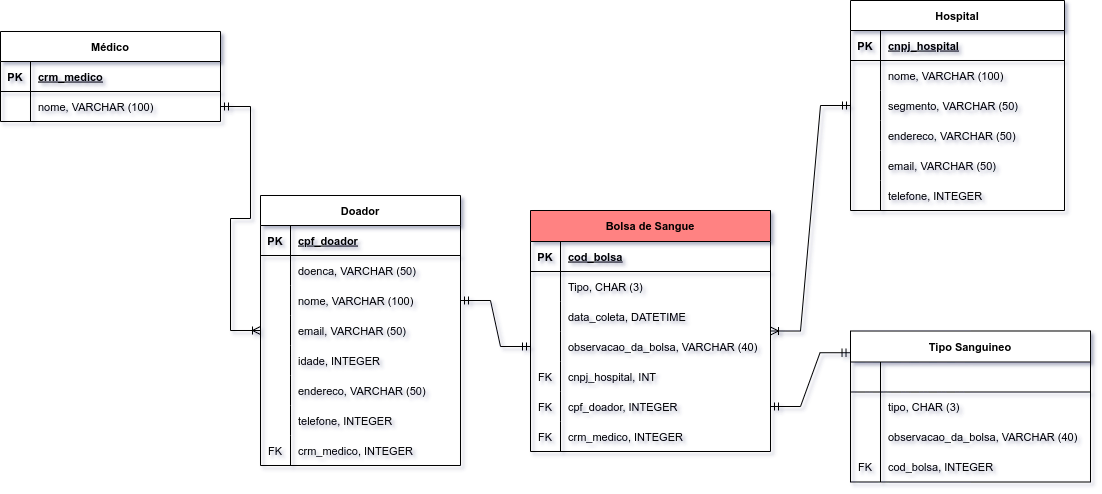 Médico
PK crm_medico
nome, VARCHAR (100)
Hospital
PK cnpj_hospital
nome, VARCHAR (100)
segmento, VARCHAR (50)
endereco, VARCHAR (50)
email, VARCHAR (50)
telefone, INTEGER
Doador
PK cpf_doador
doenca, VARCHAR (50)
nome, VARCHAR (100)
email, VARCHAR (50)
idade, INTEGER
endereco, VARCHAR (50)
telefone, INTEGER
FK crm_medico, INTEGER
Bolsa de Sangue
PK cod_bolsa
Tipo, CHAR (3)
data_coleta, DATETIME
observacao_da_bolsa, VARCHAR (40)
FK cnpj_hospital, INT
FK cpf_doador, INTEGER
FK crm_medico, INTEGER
Tipo Sanguineo
tipo, CHAR (3)
observacao_da_bolsa, VARCHAR (40)
FK cod_bolsa, INTEGER